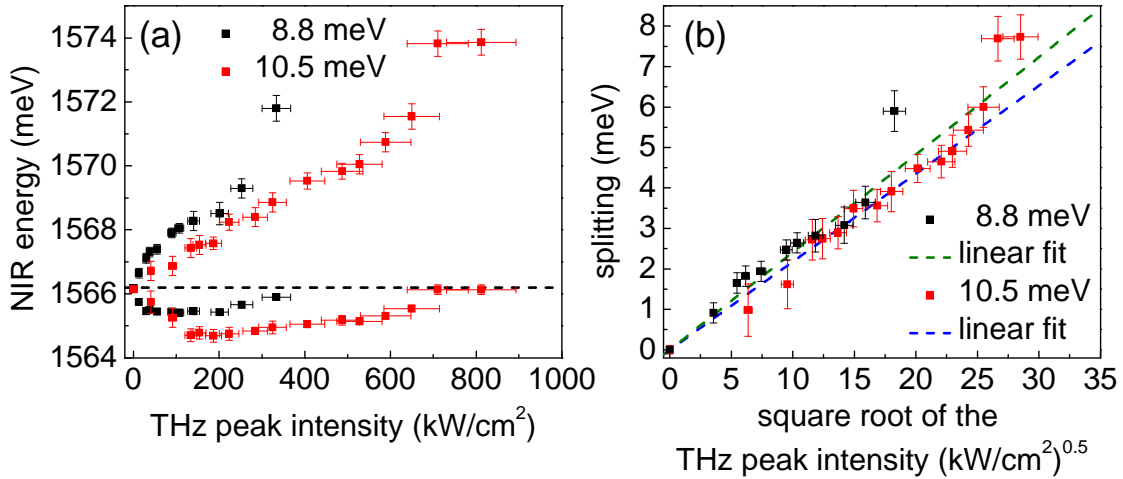 (a)
8.8 meV
10.5 meV
NIR energy (meV)
1574
1572
1570
1568
1566
1564
0 200 400 600 800 1000
THz peak intensity (kW/cm²)
(b)
splitting (meV)
8
7
6
5
4
3
2
1
0
8.8 meV
linear fit
10.5 meV
linear fit
0 5 10 15 20 25 30 35
square root of the
THz peak intensity (kW/cm²)⁰·⁵